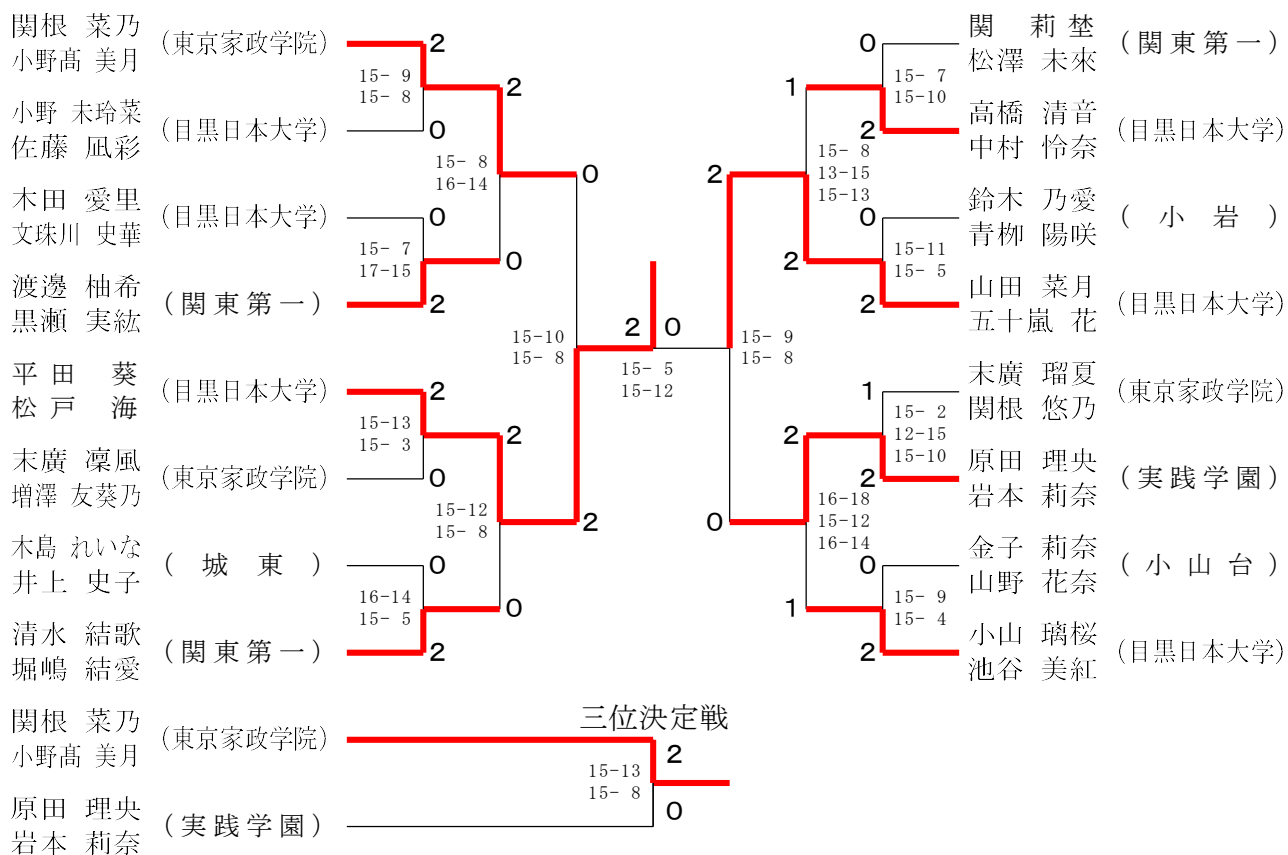 関根 菜乃
小野髙 美月
(東京家政学院)
2
15- 9
15- 8
小野 未玲菜
佐藤 凪彩
(目黒日本大学)
0
2
15- 8
16-14
木田 愛里
文珠川 史華
(目黒日本大学)
0
15- 7
17-15
渡邊 柚希
黒瀬 実紘
(関東第一)
2
0
0
15-10
15- 8
平田 葵
松戸 海
(目黒日本大学)
2
15-13
15- 3
末廣 凜風
増澤 友葵乃
(東京家政学院)
0
2
15-12
15- 8
木島 れいな
井上 史子
(城東)
0
16-14
15- 5
清水 結歌
堀嶋 結愛
(関東第一)
2
0
2
2 0
15- 5
15-12
関 莉埜
松澤 未來
(関東第一)
0
15- 7
15-10
高橋 清音
中村 怜奈
(目黒日本大学)
2
1
15- 8
13-15
15-13
鈴木 乃愛
青栁 陽咲
(小岩)
0
15-11
15- 5
山田 菜月
五十嵐 花
(目黒日本大学)
2
2
2
15- 9
15- 8
末廣 瑠夏
関根 悠乃
(東京家政学院)
1
15- 2
12-15
15-10
原田 理央
岩本 莉奈
(実践学園)
2
2
16-18
15-12
16-14
金子 莉奈
山野 花奈
(小山台)
0
15- 9
15- 4
小山 璃桜
池谷 美紅
(目黒日本大学)
2
1
0
三位決定戦
関根 菜乃
小野髙 美月
(東京家政学院)
2
15-13
15- 8
原田 理央
岩本 莉奈
(実践学園)
0